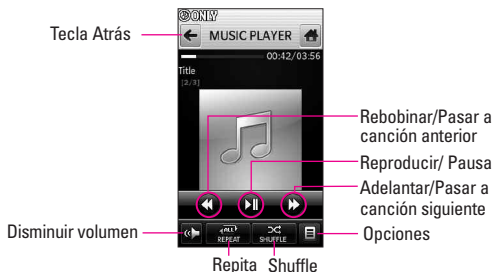 ONLY
Tecla Atrás
MUSIC PLAYER
00:42/03:56
Title
[2/3]
Rebobinar/Pasar a
canción anterior
Reproducir/ Pausa
Adelantar/Pasar a
canción siguiente
Disminuir volumen
ALL
REPEAT
SHUFFLE
Opciones
Repita
Shuffle